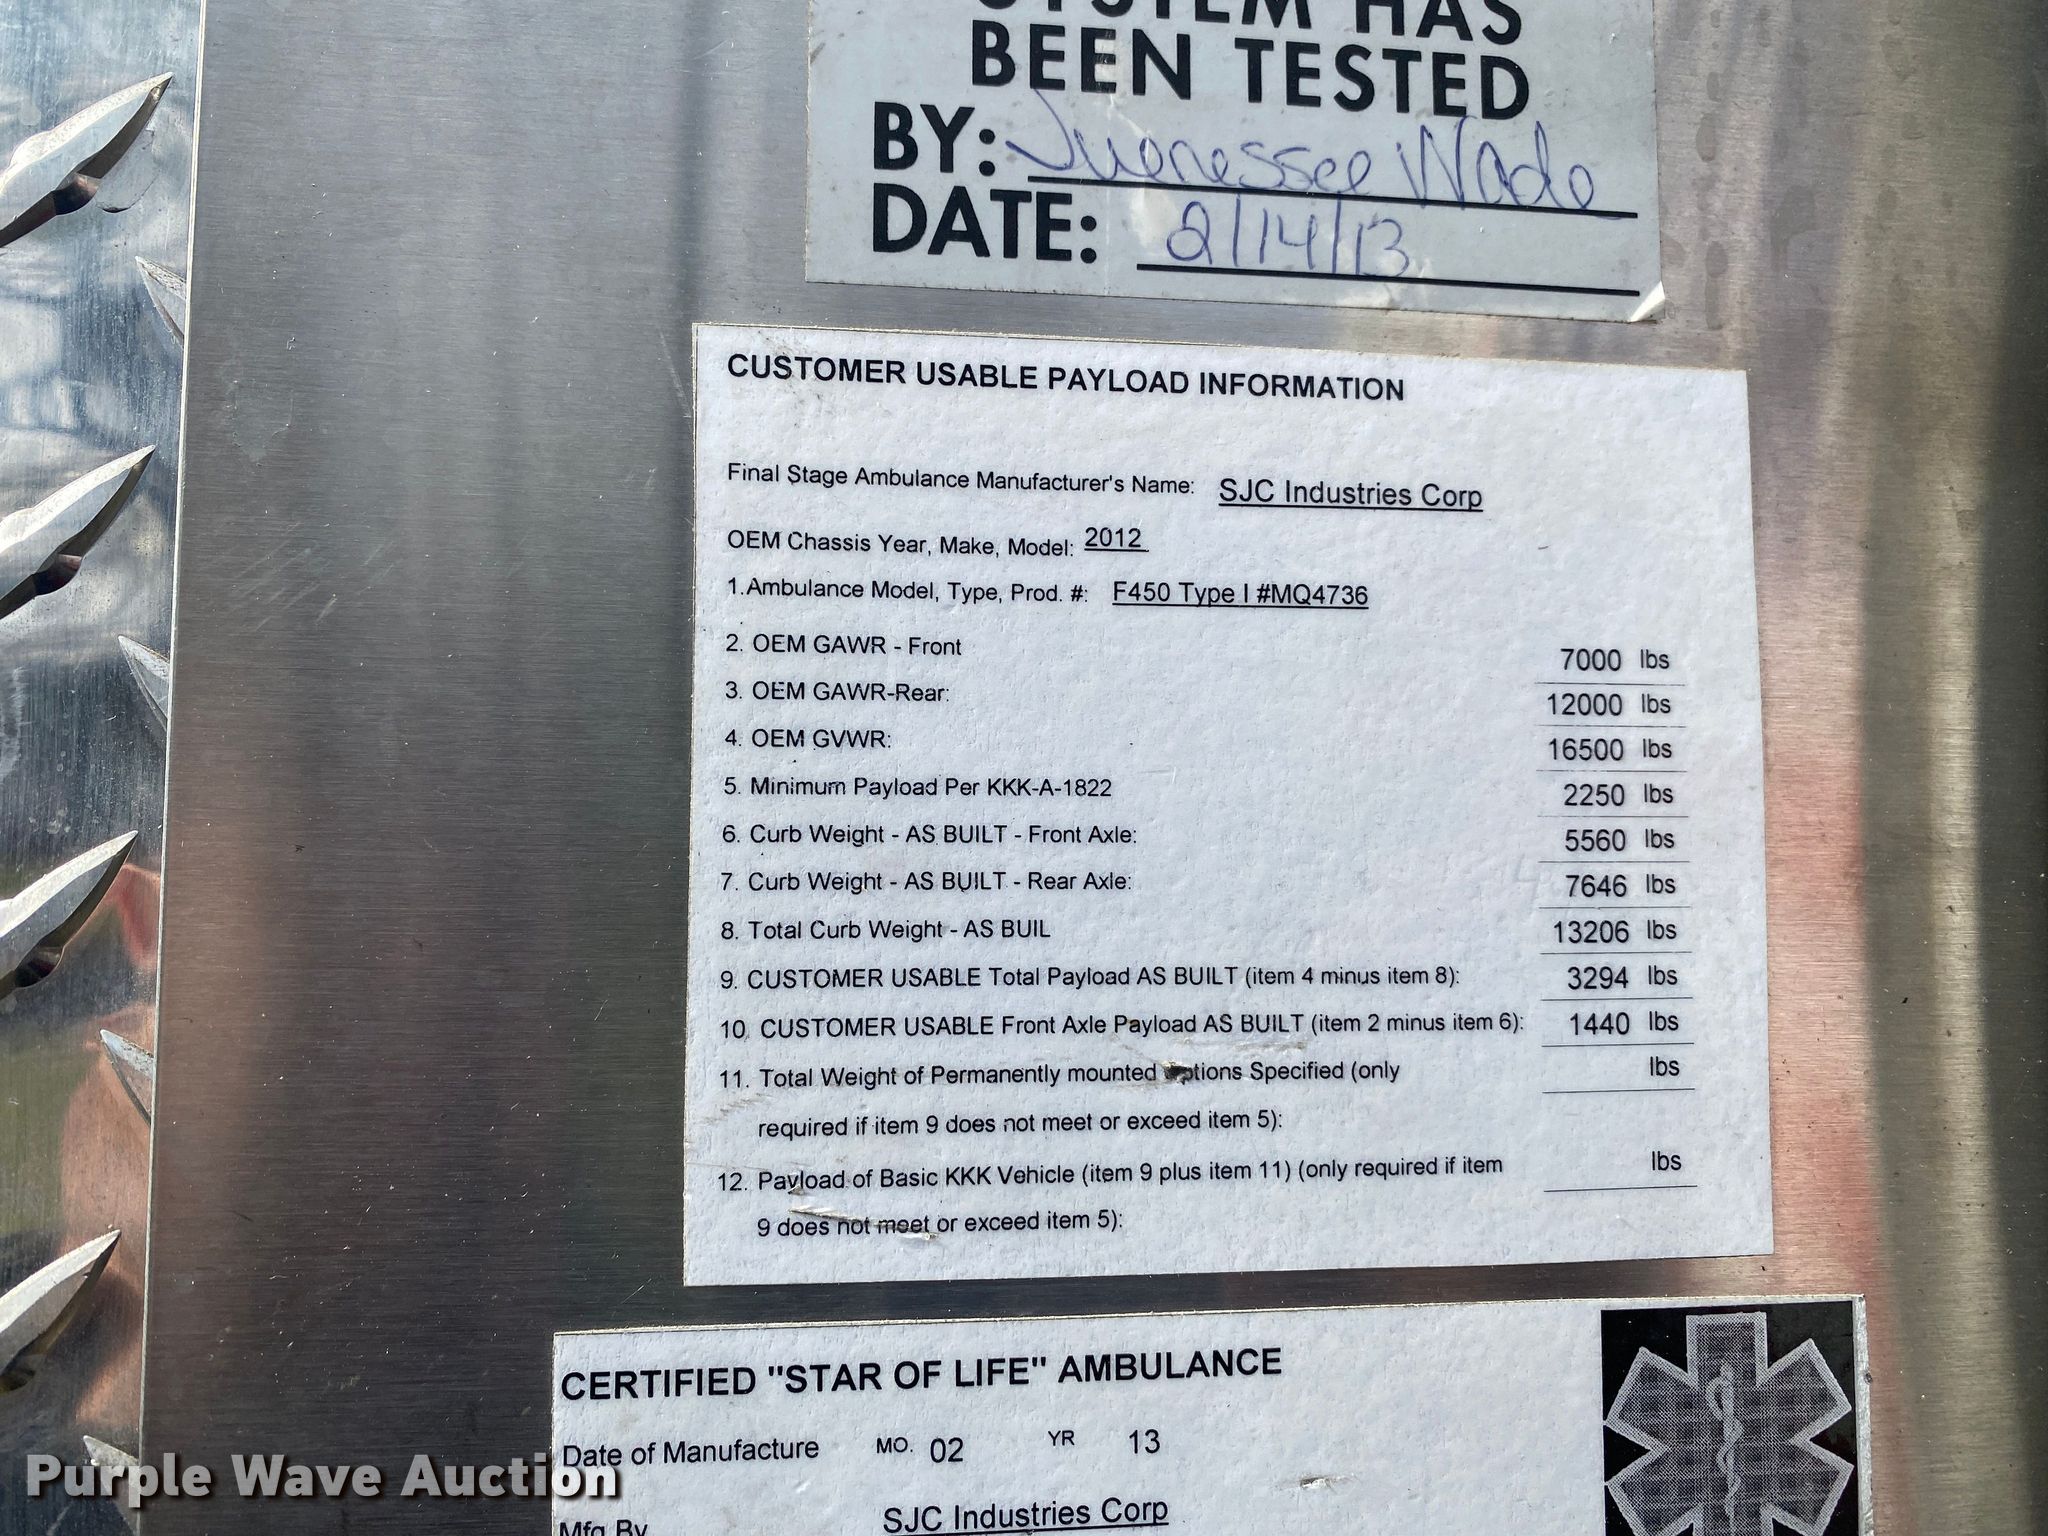 SYSTEM HAS
BEEN TESTED
BY: Juenessee Wade
DATE: 2/14/13
CUSTOMER USABLE PAYLOAD INFORMATION
Final Stage Ambulance Manufacturer's Name: SJC Industries Corp
OEM Chassis Year, Make, Model: 2012
1.Ambulance Model, Type, Prod. #: F450 Type I #MQ4736
2. OEM GAWR - Front 7000 lbs
3. OEM GAWR-Rear: 12000 lbs
4. OEM GVWR: 16500 lbs
5. Minimum Payload Per KKK-A-1822 2250 lbs
6. Curb Weight - AS BUILT - Front Axle: 5560 lbs
7. Curb Weight - AS BUILT - Rear Axle: 7646 lbs
8. Total Curb Weight - AS BUIL 13206 lbs
9. CUSTOMER USABLE Total Payload AS BUILT (item 4 minus item 8): 3294 lbs
10. CUSTOMER USABLE Front Axle Payload AS BUILT (item 2 minus item 6): 1440 lbs
11. Total Weight of Permanently mounted options Specified (only lbs
required if item 9 does not meet or exceed item 5):
12. Payload of Basic KKK Vehicle (item 9 plus item 11) (only required if item lbs
9 does not meet or exceed item 5):
CERTIFIED "STAR OF LIFE" AMBULANCE
Date of Manufacture MO. 02 YR 13
Mfg By SJC Industries Corp
Purple Wave Auction